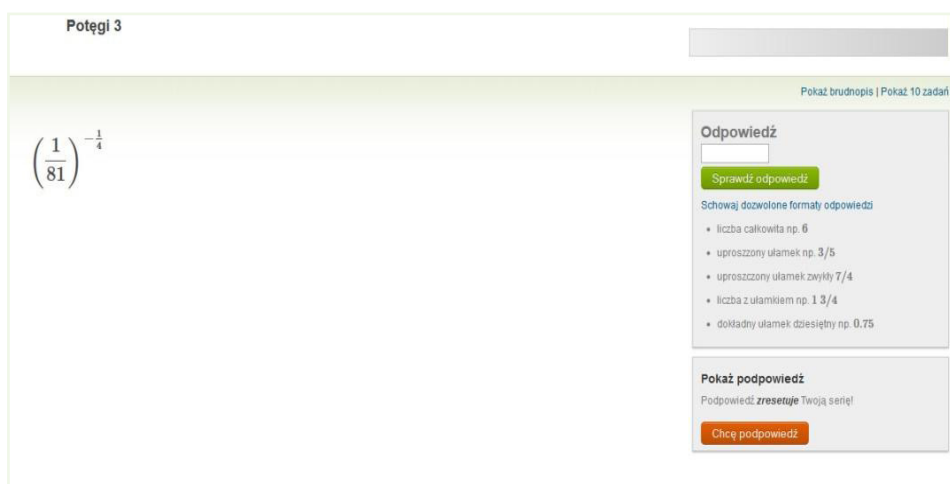 Potęgi 3
Pokaż brudnopis | Pokaż 10 zadań
(1/81)^(-1/4)
Odpowiedź
Sprawdź odpowiedź
Schowaj dozwolone formaty odpowiedzi
• liczba całkowita np. 6
• uproszzony ułamek np. 3/5
• uproszczony ułamek zwykły 7/4
• liczba z ułamkiem np. 1 3/4
• dokładny ułamek dziesiętny np. 0.75
Pokaż podpowiedź
Podpowiedź zresetuje Twoją serię!
Chcę podpowiedź